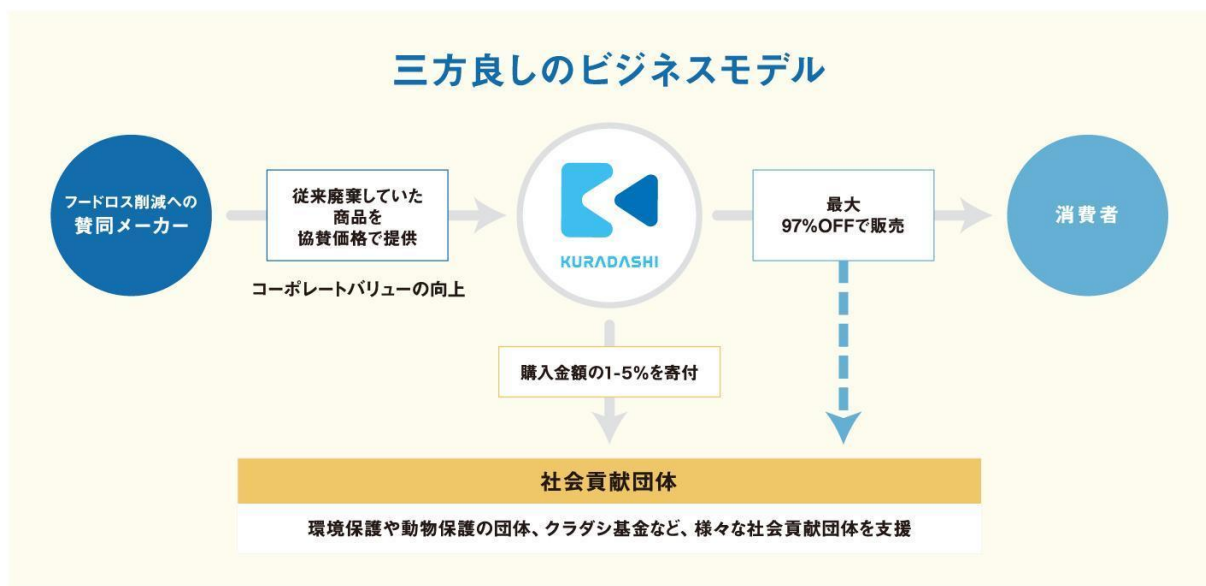 三方良しのビジネスモデル
フードロス削減への
賛同メーカー
従来廃棄していた
商品を
協賛価格で提供
コーポレートバリューの向上
KURADASHI
最大
97%OFFで販売
消費者
購入金額の1-5%を寄付
社会貢献団体
環境保護や動物保護の団体、クラダシ基金など、様々な社会貢献団体を支援